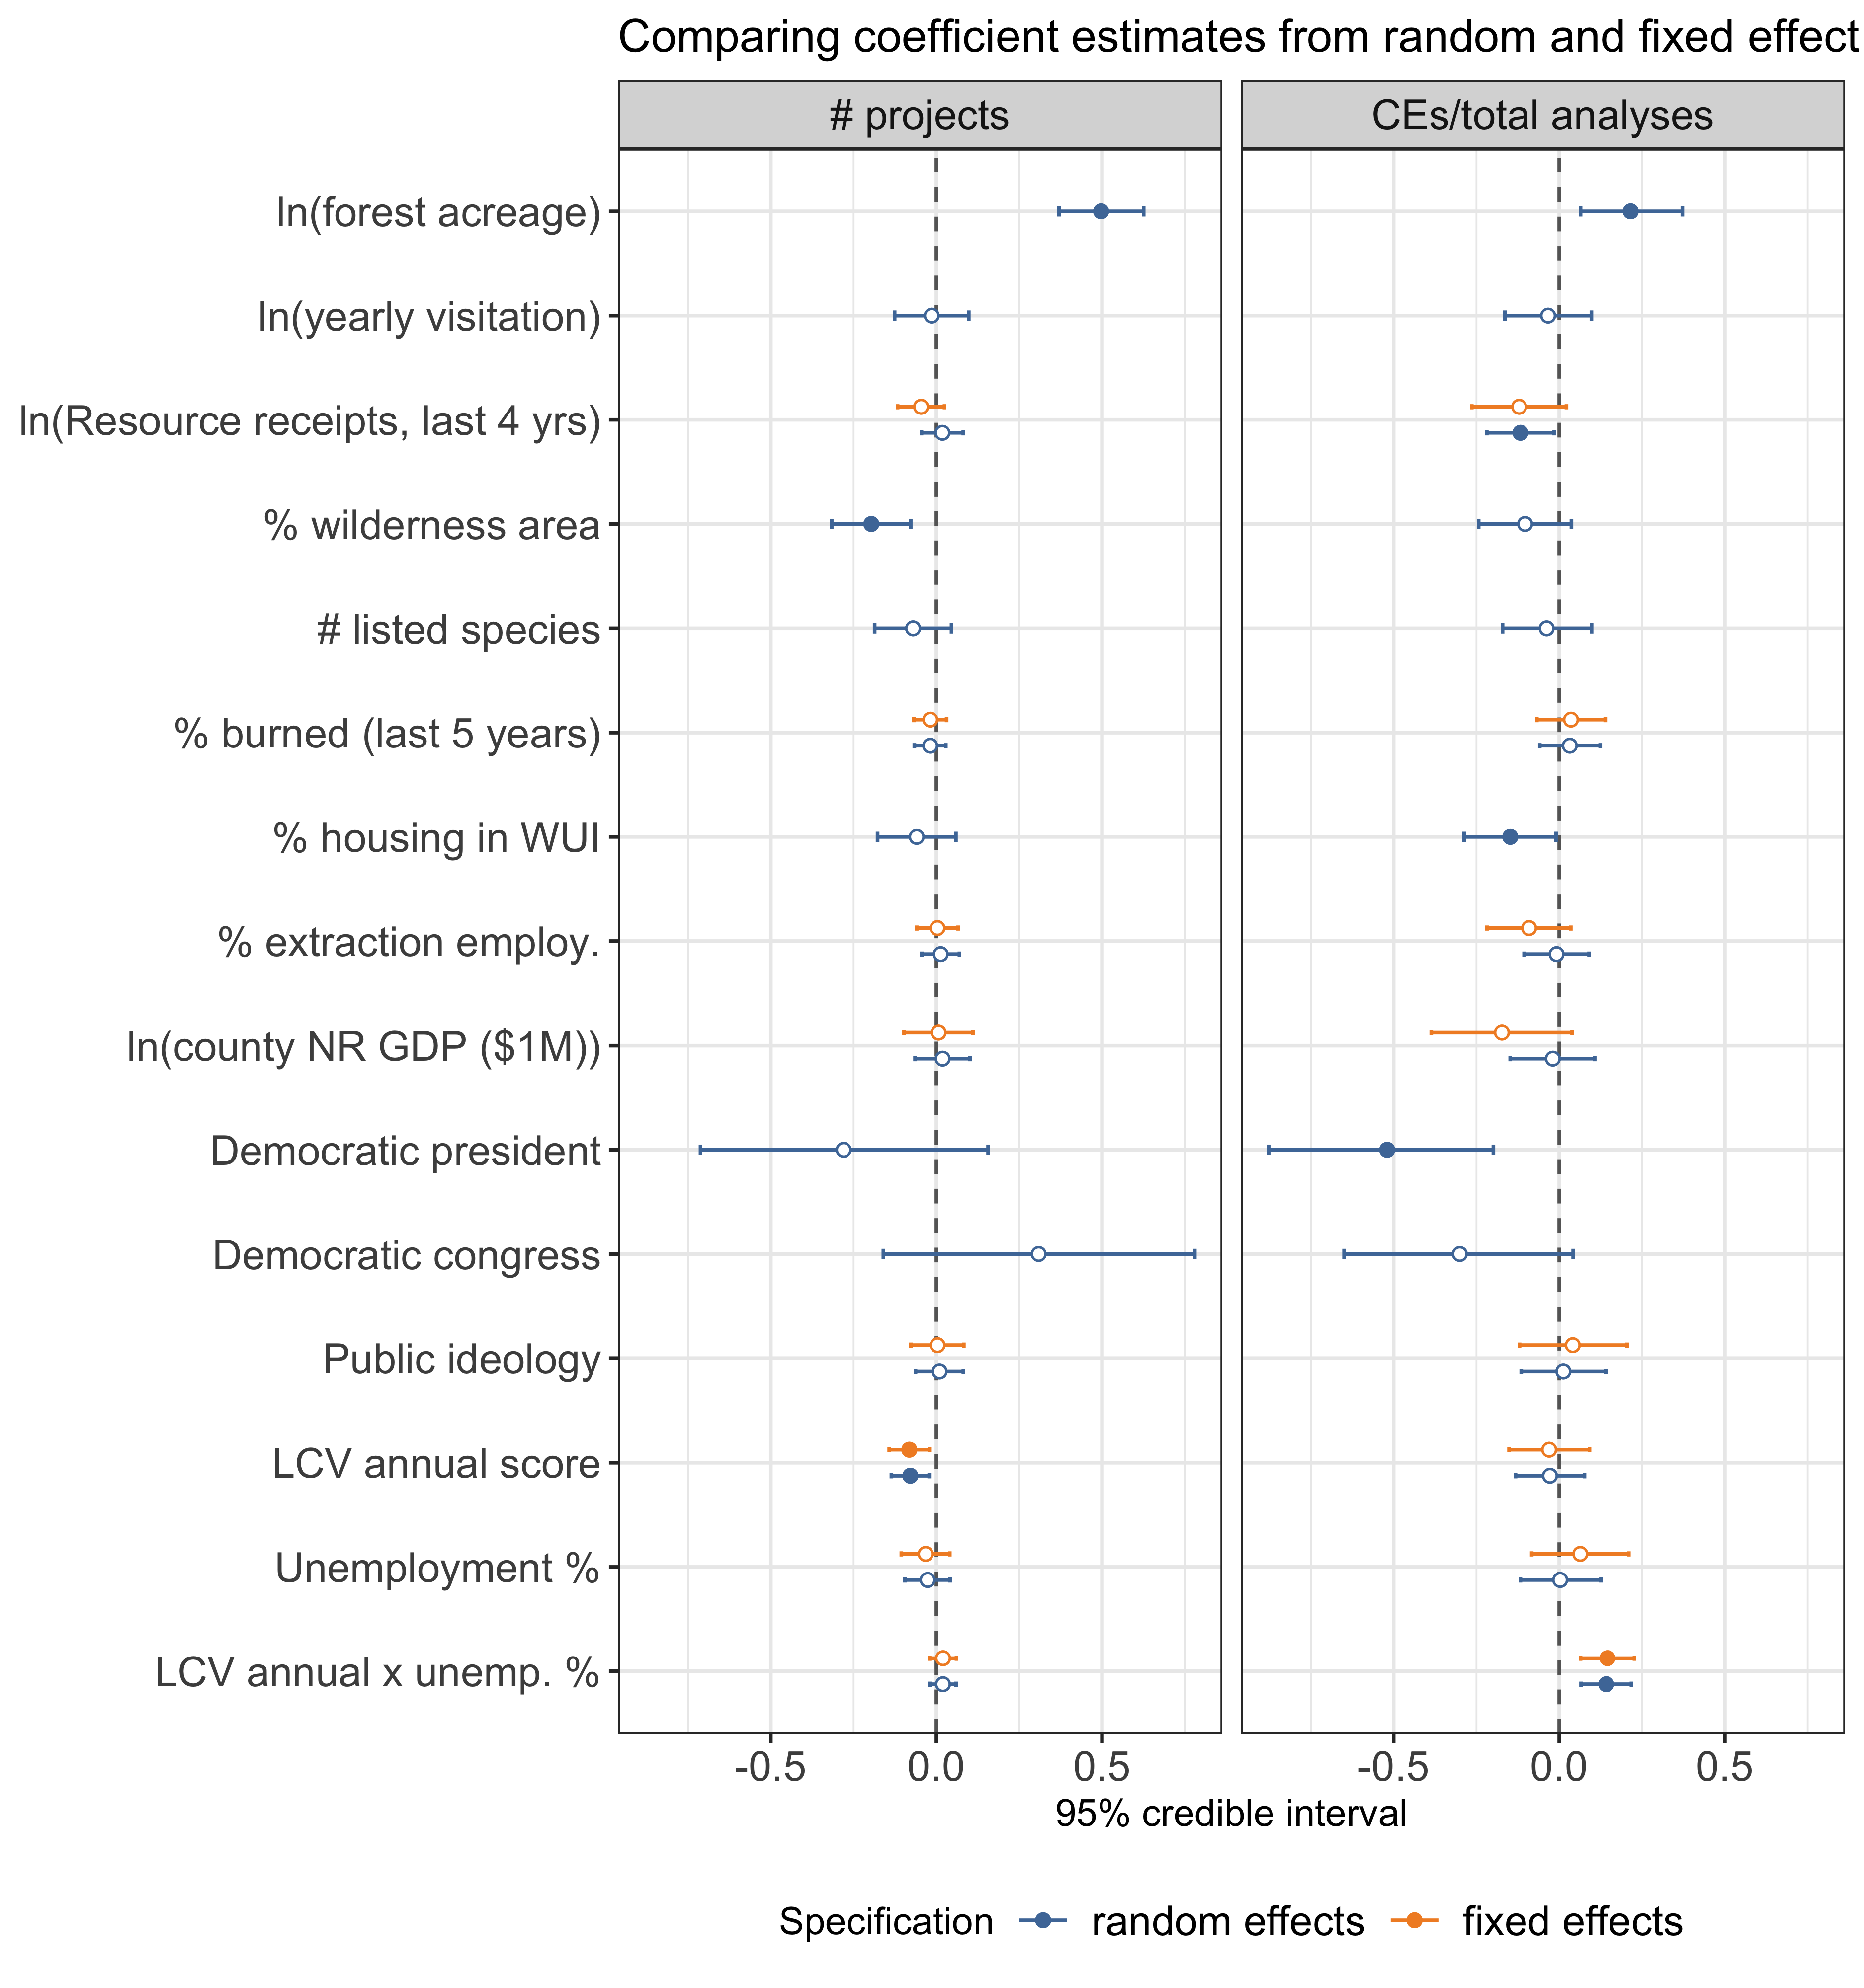 Comparing coefficient estimates from random and fixed effect
# projects
CEs/total analyses
ln(forest acreage)
ln(yearly visitation)
ln(Resource receipts, last 4 yrs)
% wilderness area
# listed species
% burned (last 5 years)
% housing in WUI
% extraction employ.
ln(county NR GDP ($1M))
Democratic president
Democratic congress
Public ideology
LCV annual score
Unemployment %
LCV annual x unemp. %
-0.5 0.0 0.5 -0.5 0.0 0.5
95% credible interval
Specification random effects fixed effects